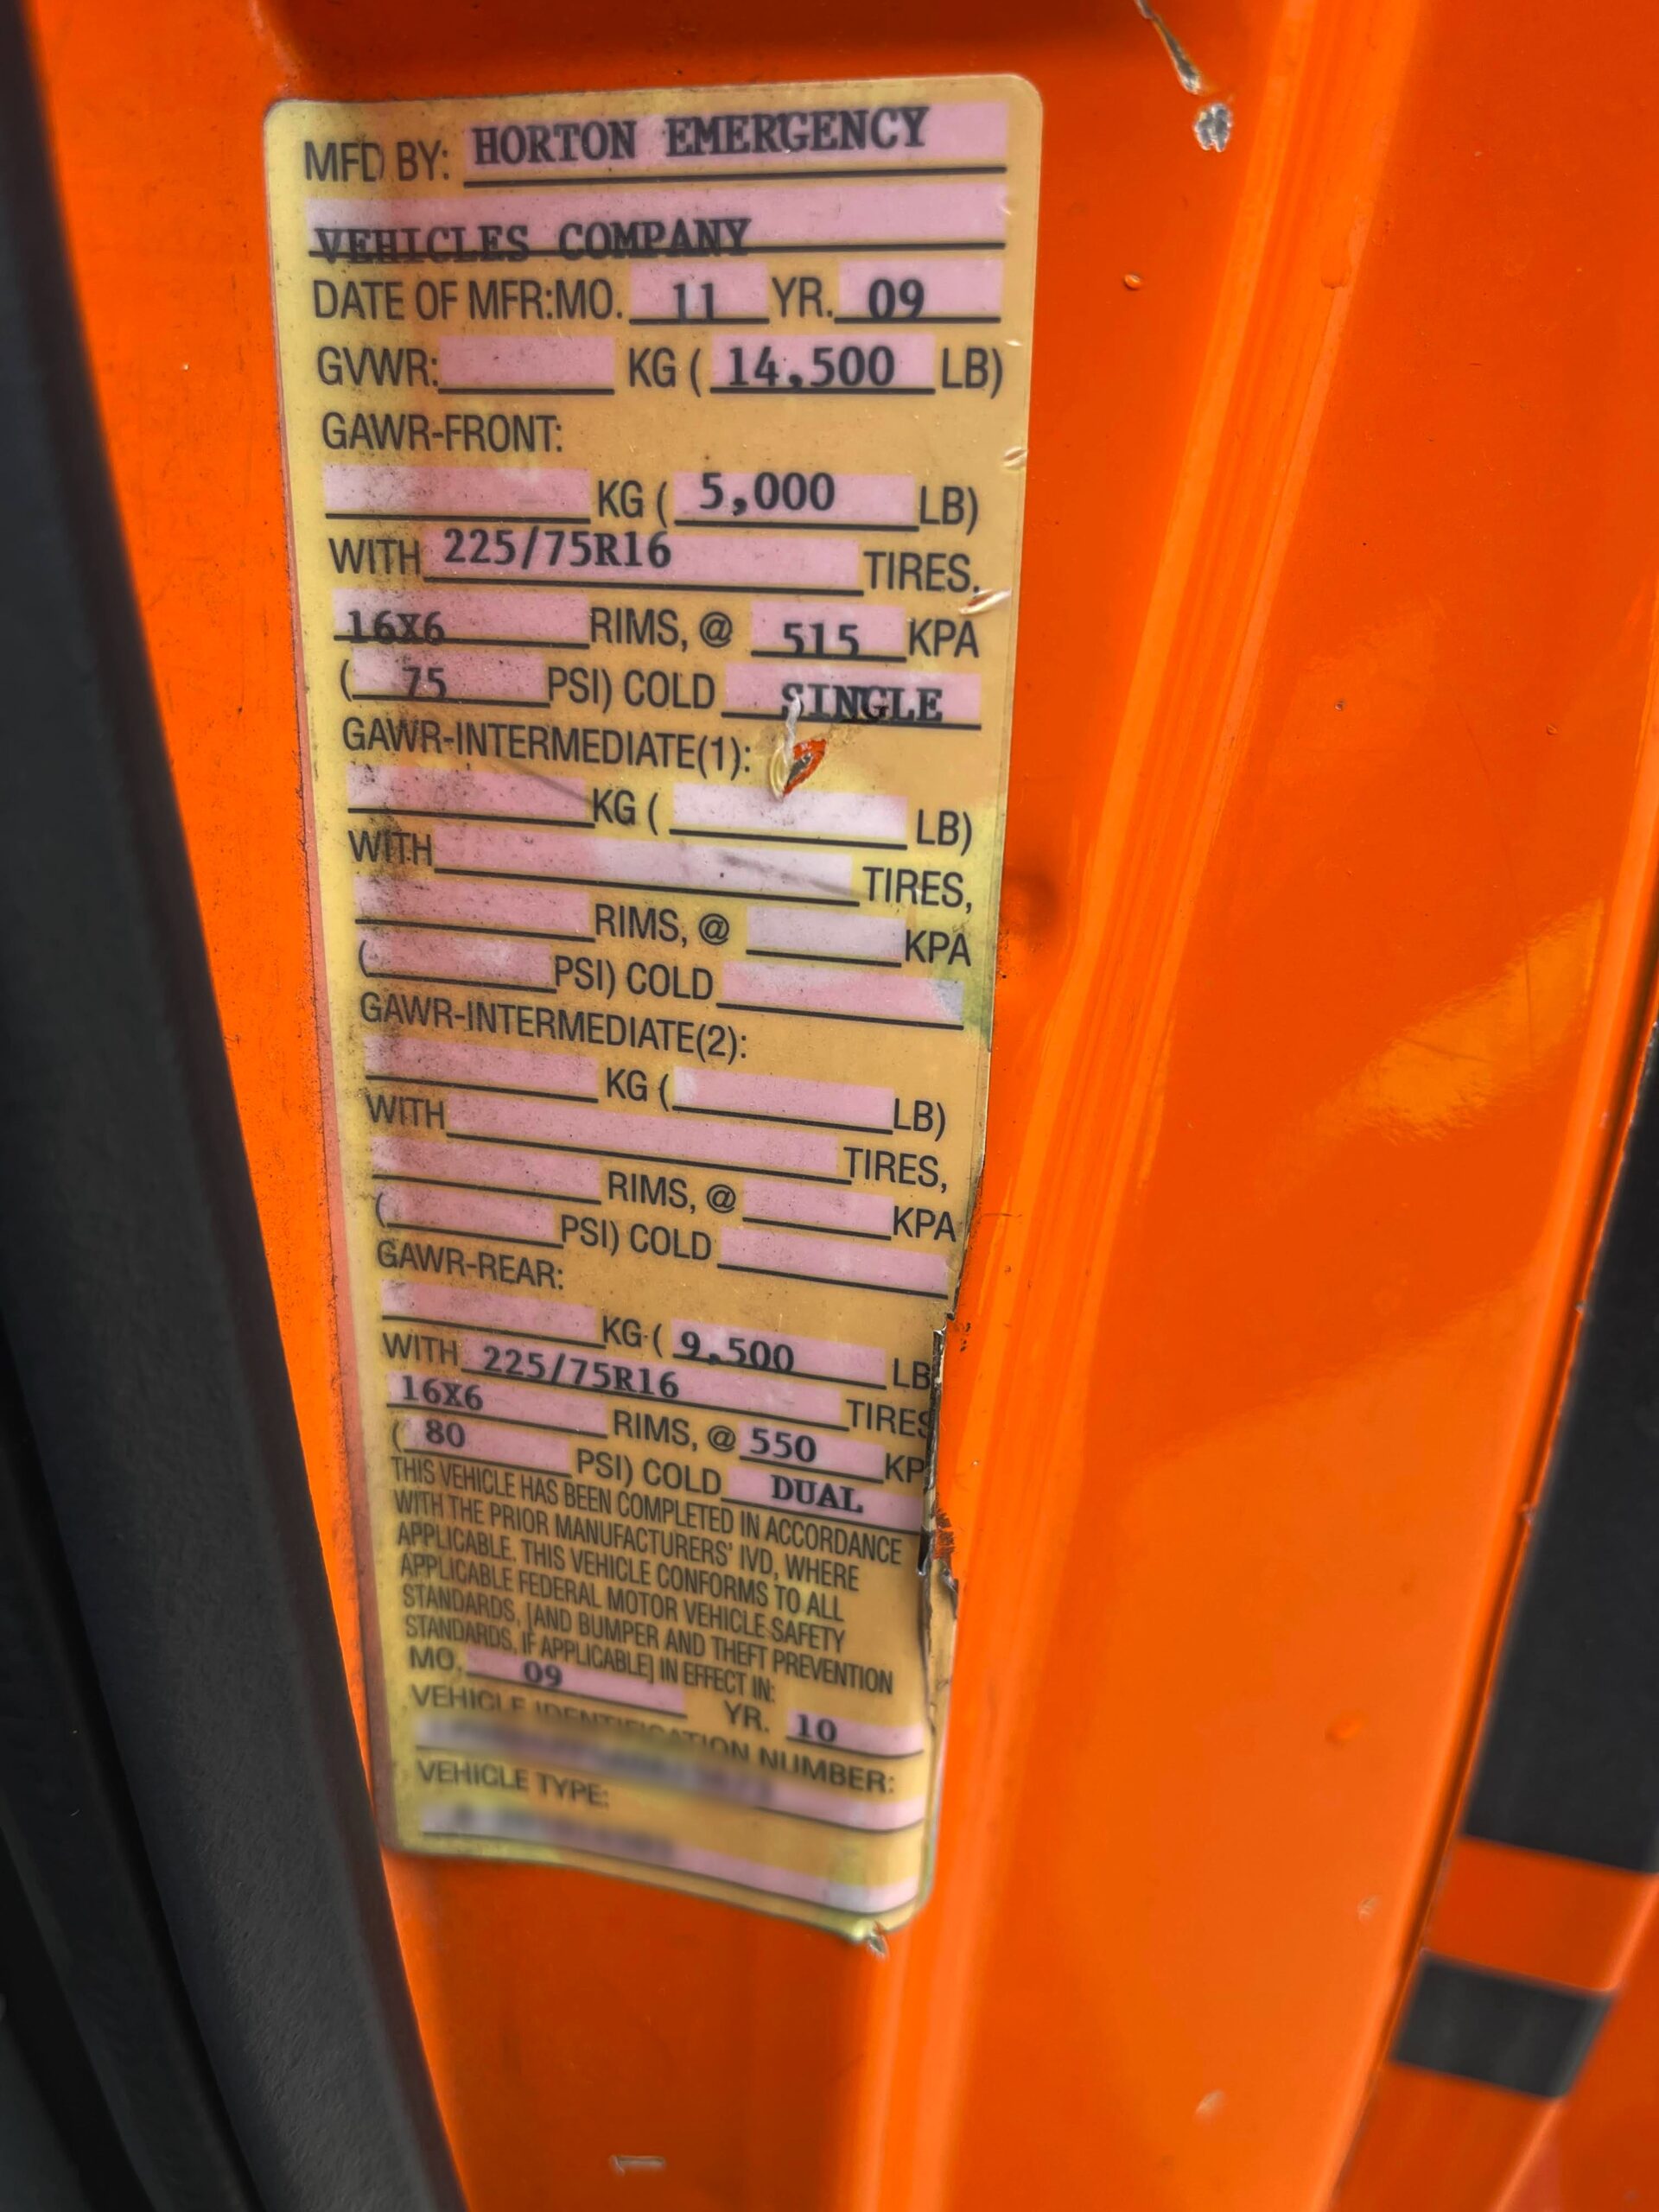 MFD BY: HORTON EMERGENCY
VEHICLES COMPANY
DATE OF MFR:MO. 11 YR. 09
GVWR: KG ( 14,500 LB)
GAWR-FRONT:
KG ( 5,000 LB)
WITH 225/75R16 TIRES,
16X6 RIMS, @ 515 KPA
( 75 PSI) COLD SINGLE
GAWR-INTERMEDIATE(1):
KG ( LB)
WITH TIRES,
RIMS, @ KPA
( PSI) COLD
GAWR-INTERMEDIATE(2):
KG ( LB)
WITH TIRES,
RIMS, @ KPA
( PSI) COLD
GAWR-REAR:
KG ( 9,500 LB
WITH 225/75R16 TIRES
16X6 RIMS, @ 550 KP
( 80 PSI) COLD DUAL
THIS VEHICLE HAS BEEN COMPLETED IN ACCORDANCE
WITH THE PRIOR MANUFACTURERS' IVD, WHERE
APPLICABLE. THIS VEHICLE CONFORMS TO ALL
APPLICABLE FEDERAL MOTOR VEHICLE SAFETY
STANDARDS, [AND BUMPER AND THEFT PREVENTION
STANDARDS, IF APPLICABLE] IN EFFECT IN:
MO. 09 YR. 10
VEHICLE IDENTIFICATION NUMBER:
VEHICLE TYPE: